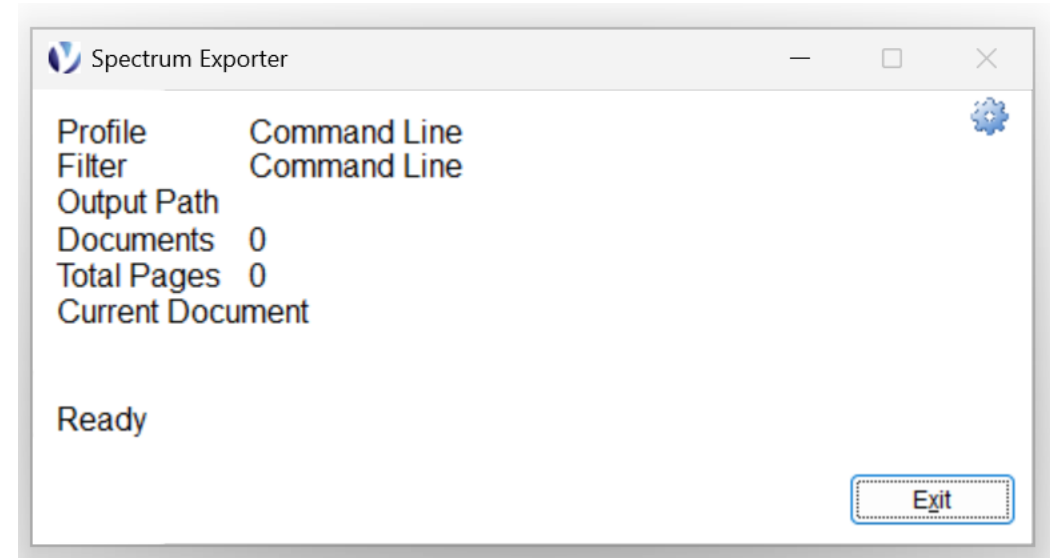 Spectrum Exporter
Profile Command Line
Filter Command Line
Output Path
Documents 0
Total Pages 0
Current Document
Ready
Exit